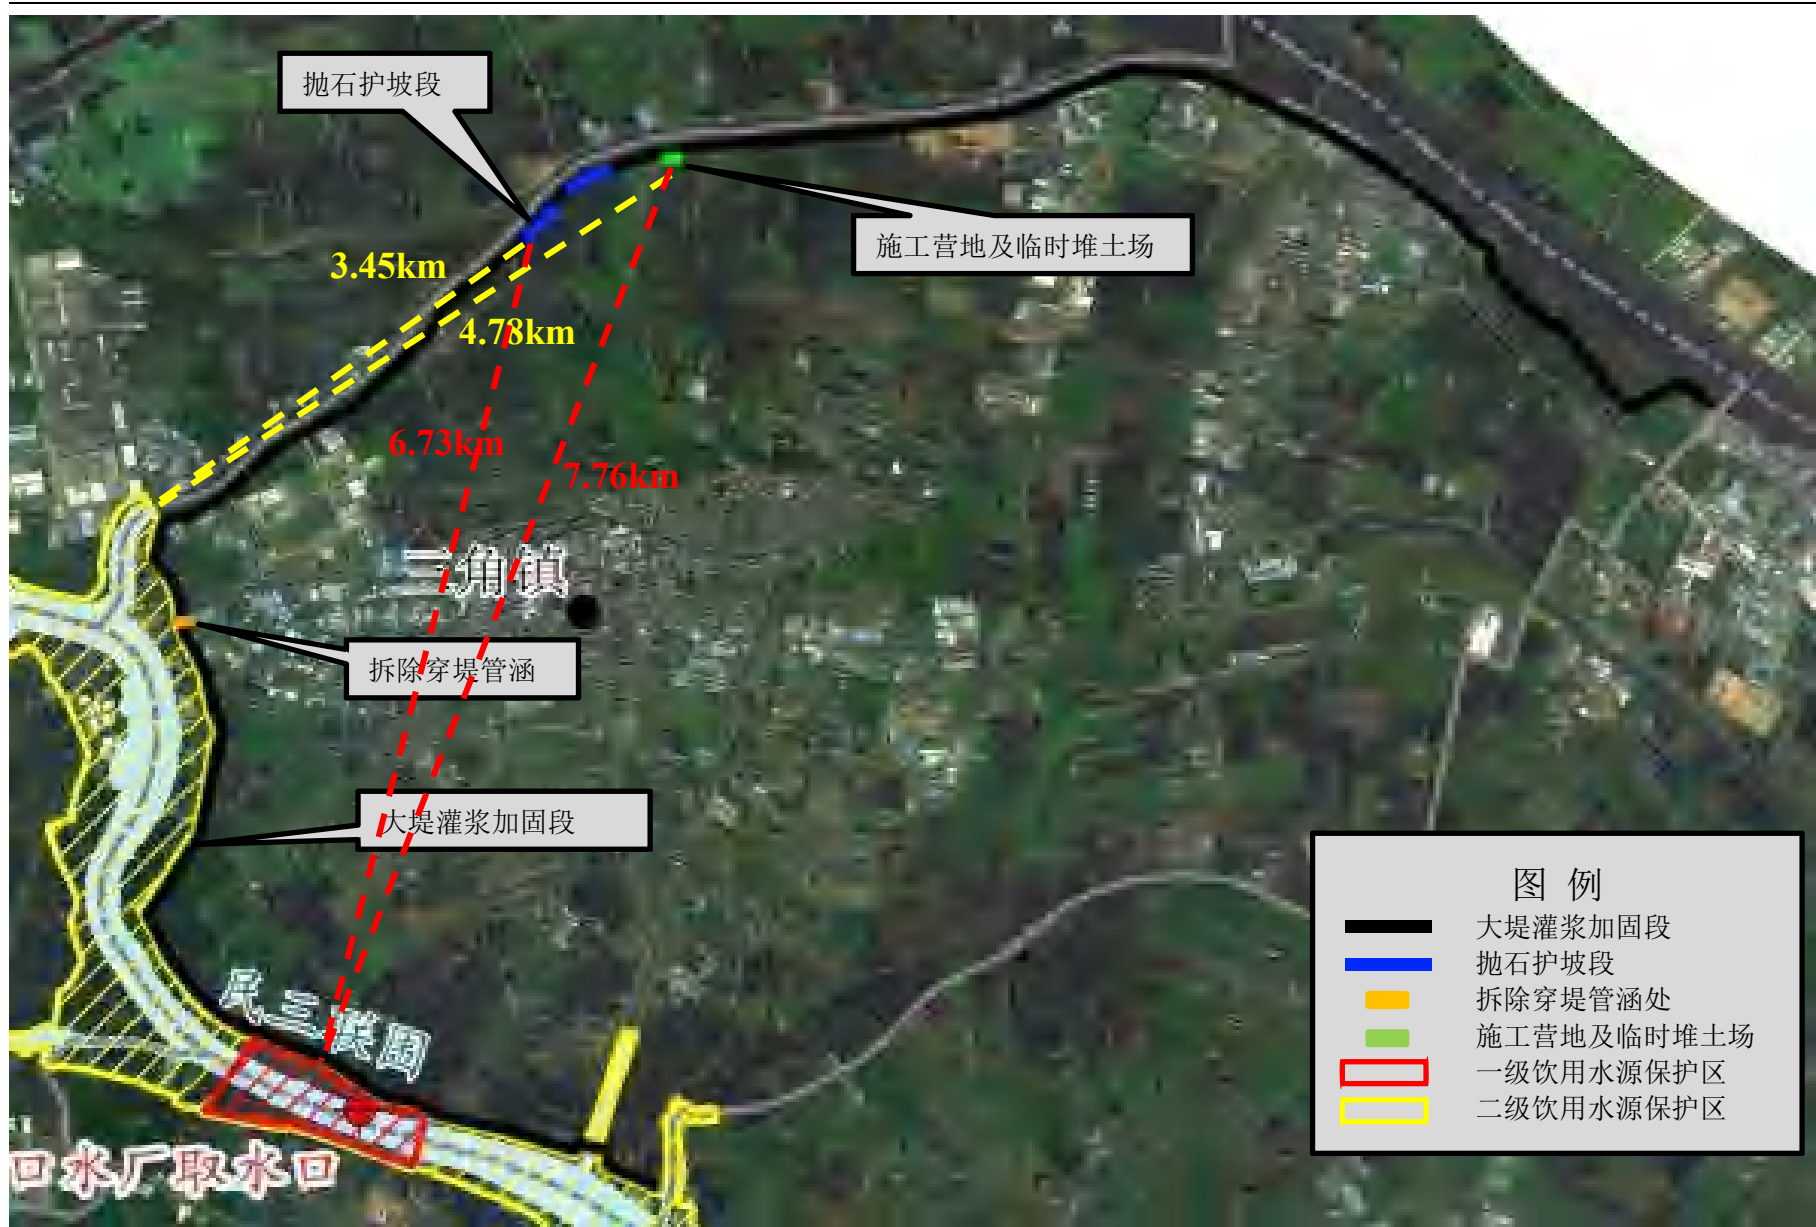 抛石护坡段
施工营地及临时堆土场
3.45km
4.78km
6.73km
7.76km
三角镇
拆除穿堤管涵
大堤灌浆加固段
民三联围
口水厂取水口
图 例
大堤灌浆加固段
抛石护坡段
拆除穿堤管涵处
施工营地及临时堆土场
一级饮用水源保护区
二级饮用水源保护区